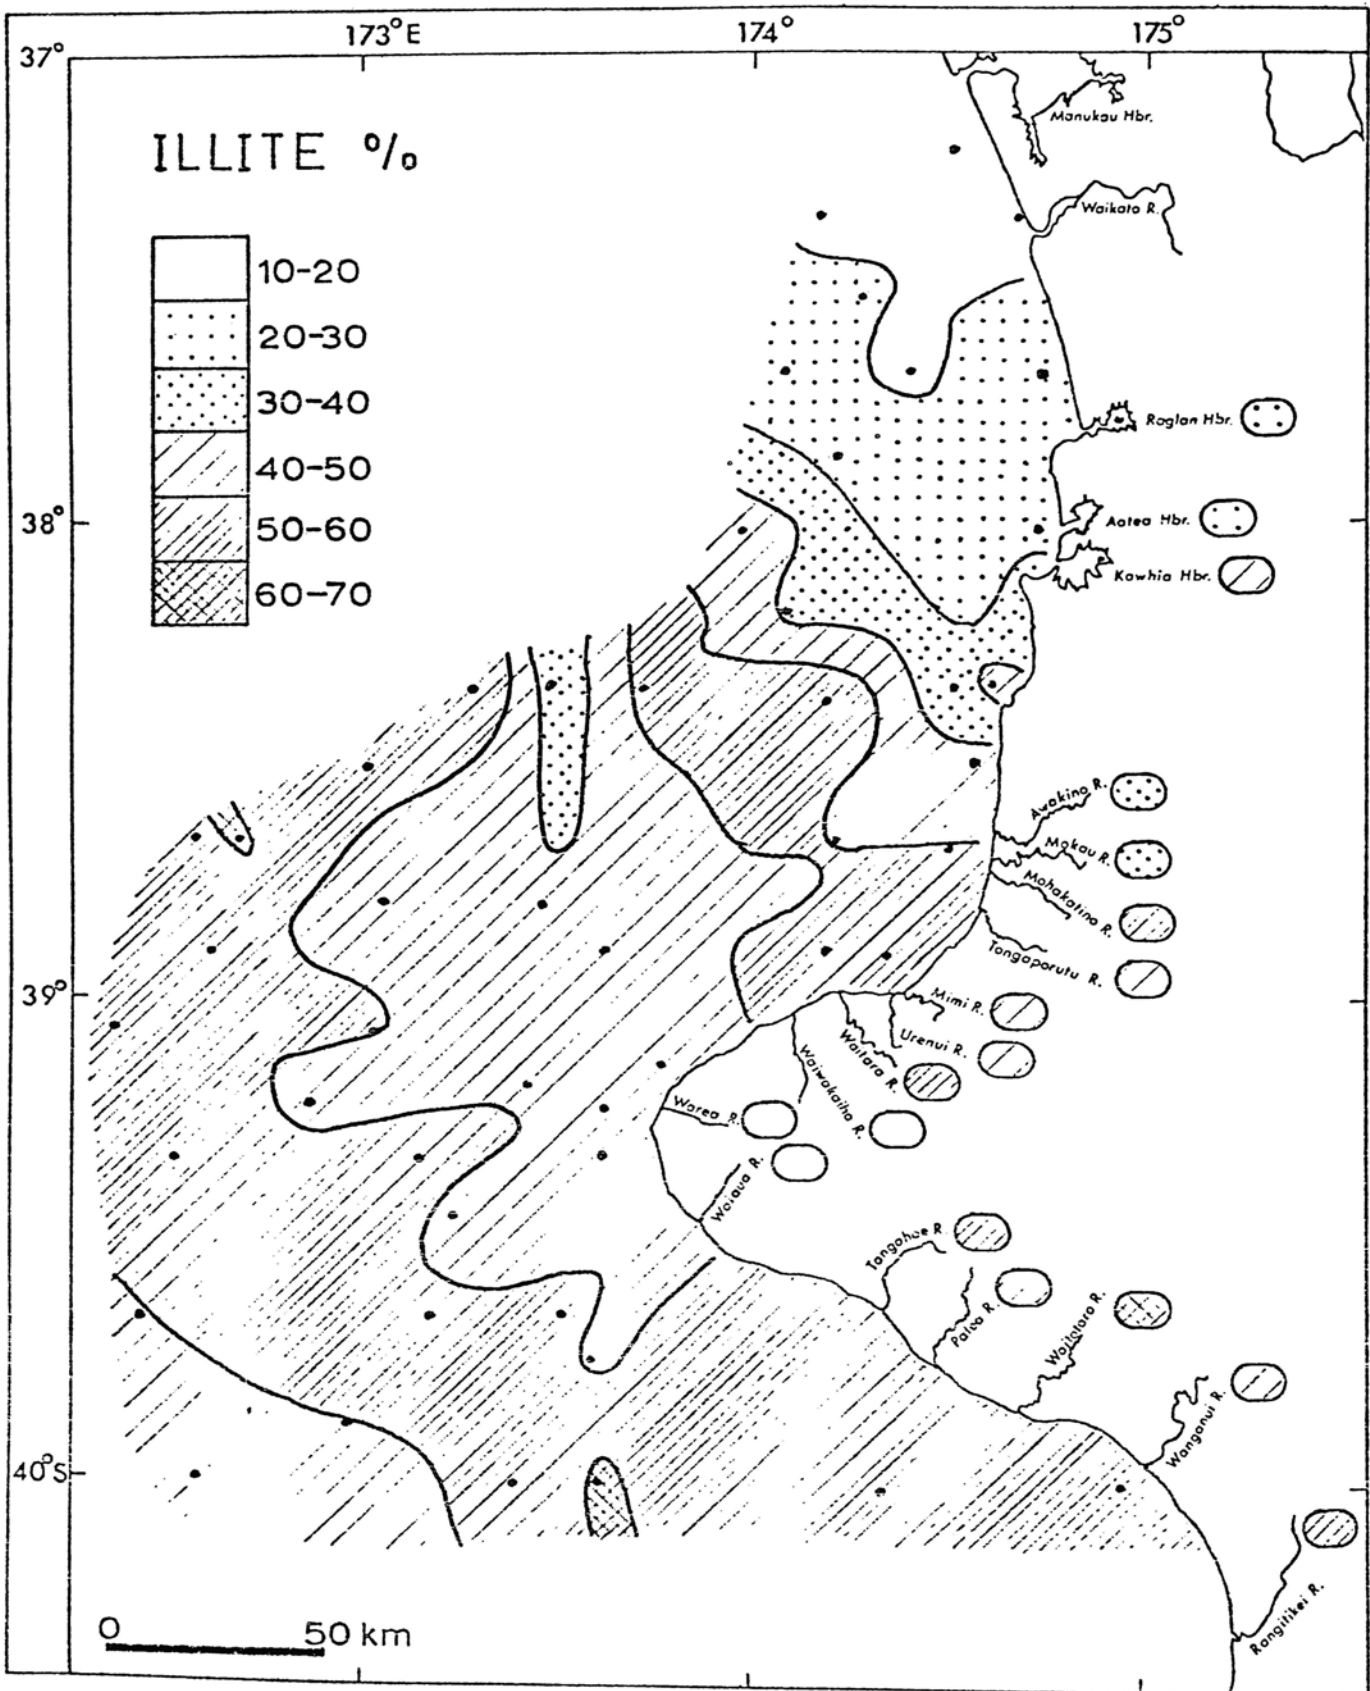 173°E 174° 175°
37°
Manukau Hbr.
ILLITE %
Waikato R.
10-20
20-30
30-40
40-50
50-60
60-70
Raglan Hbr.
38°
Aotea Hbr.
Kawhia Hbr.
Awakino R.
Mokau R.
Mohakatino R.
Tongaporutu R.
39°
Mimi R.
Urenui R.
Waitara R.
Waiwakaiho R.
Warea R.
Waiaua R.
Tangahoe R.
Patea R.
Waitotara R.
Wanganui R.
40°S
Rangitikei R.
0 50 km